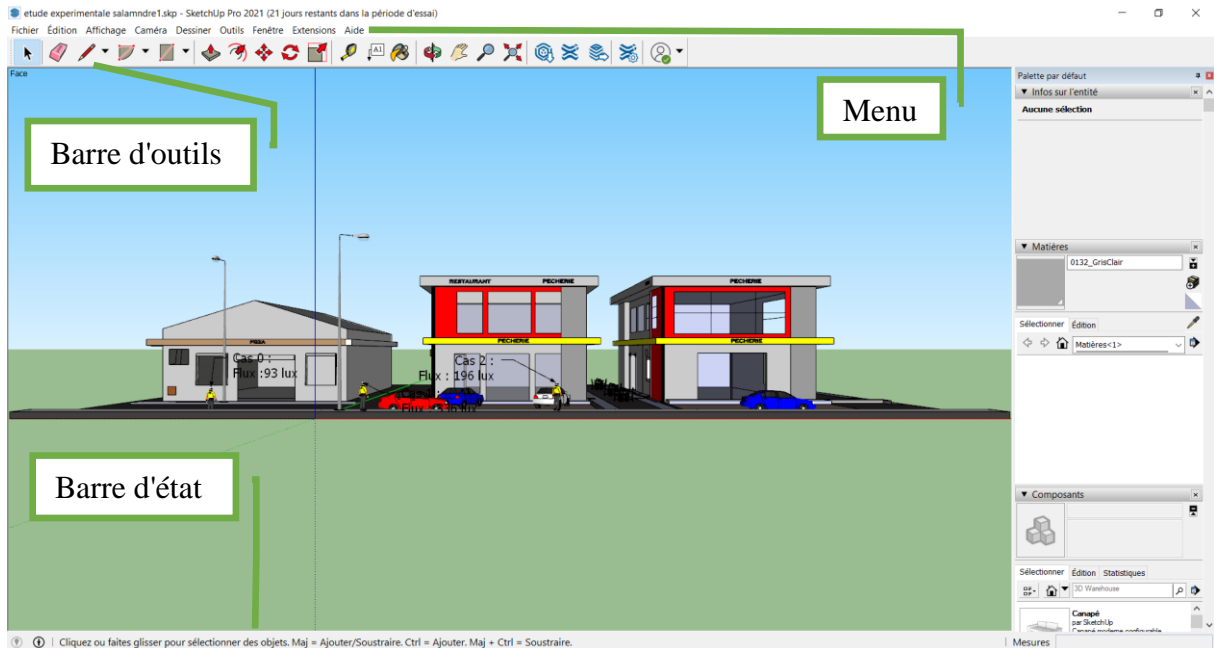 etude experimentale salamndre1.skp - SketchUp Pro 2021 (21 jours restants dans la période d'essai)
Fichier Édition Affichage Caméra Dessiner Outils Fenêtre Extensions Aide
A1
Face
Menu
Barre d'outils
Palette par défaut
Infos sur l'entité
Aucune sélection
Matières
0132_GrisClair
Sélectionner Édition
Matières<1>
RESTAURANT PECHERIE
PECHERIE
PECHERIE
PECHERIE
Cas 0 :
Flux :93 lux
Cas 2 :
Flux : 196 lux
Barre d'état
Composants
Sélectionner Édition Statistiques
3D Warehouse
Canapé
par SketchUp
Canapé moderne configurable
Cliquez ou faites glisser pour sélectionner des objets. Maj = Ajouter/Soustraire. Ctrl = Ajouter. Maj + Ctrl = Soustraire.
Mesures